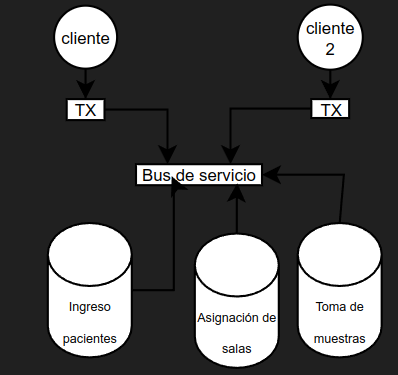 cliente
cliente
2
TX
TX
Bus de servicio
Ingreso
pacientes
Asignación de
salas
Toma de
muestras